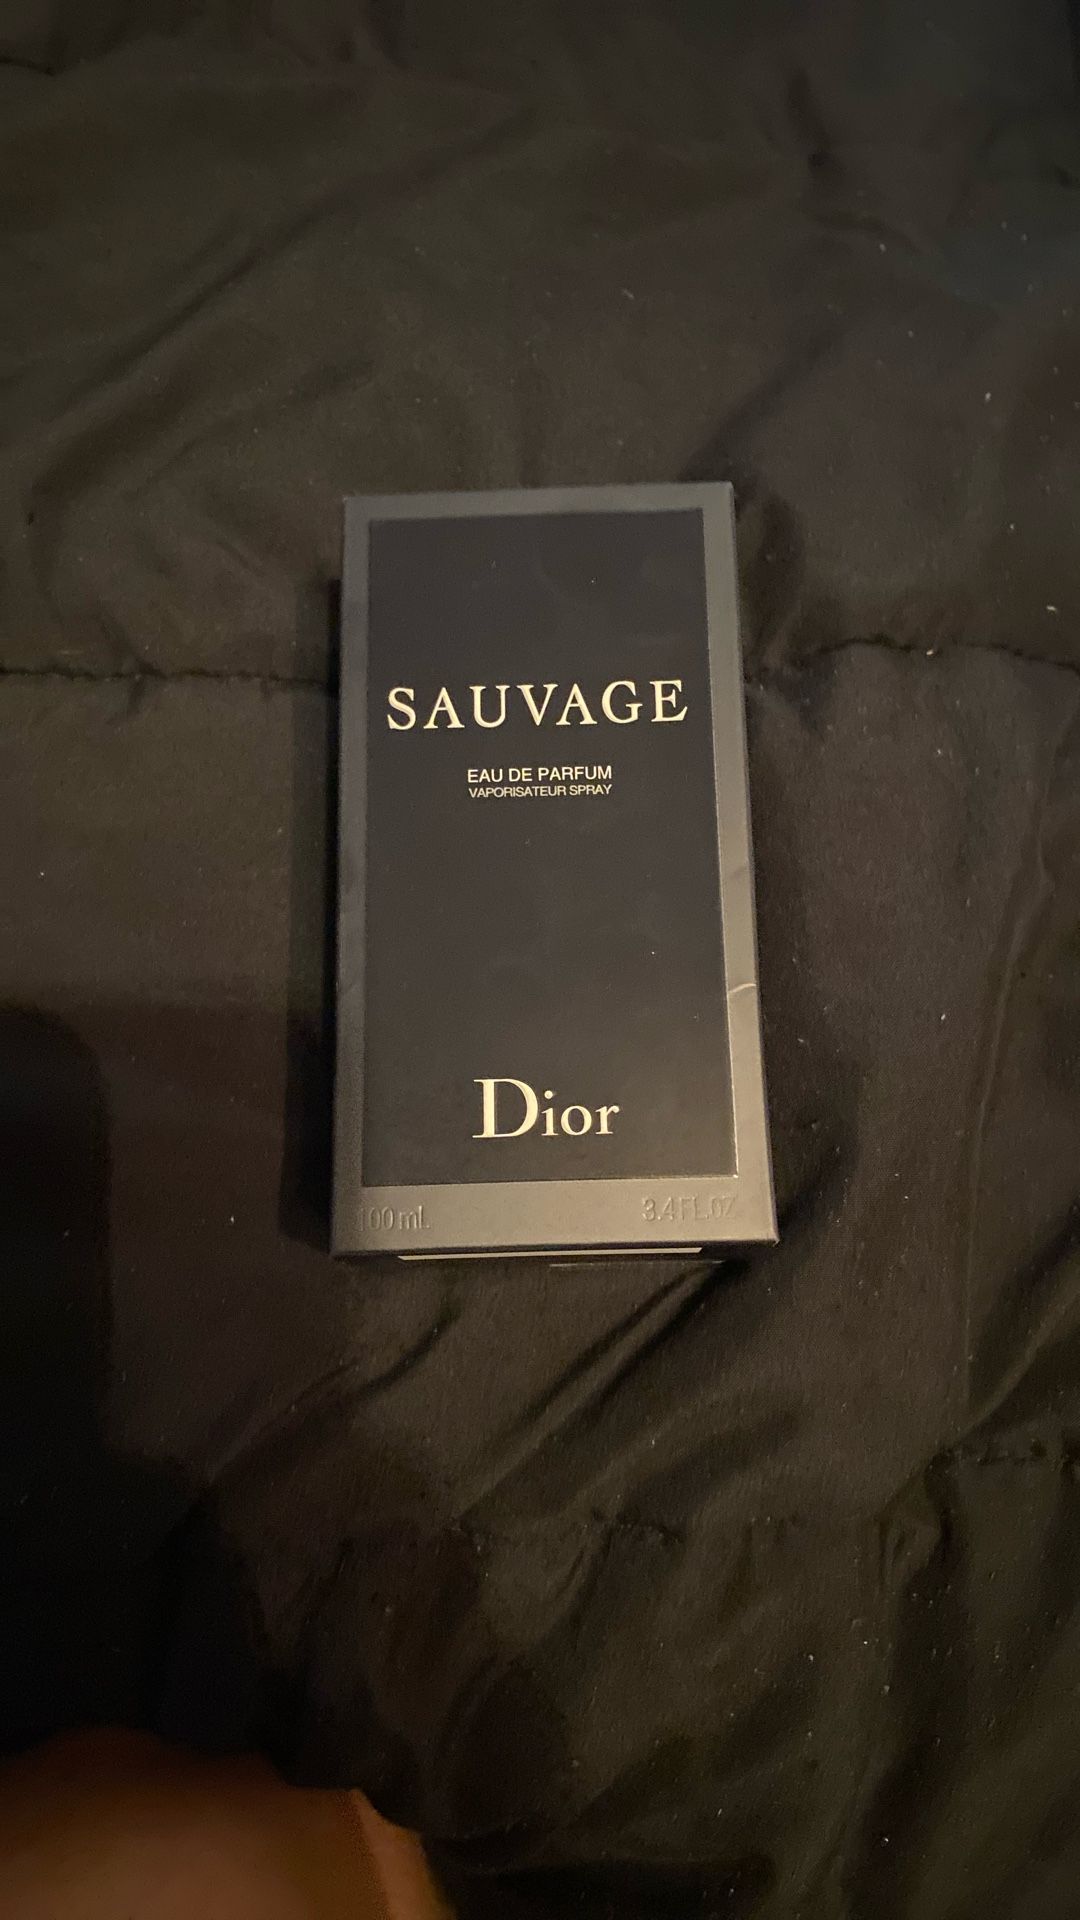 SAUVAGE
EAU DE PARFUM
VAPORISATEUR SPRAY
Dior
100 mL 3.4 FL.OZ